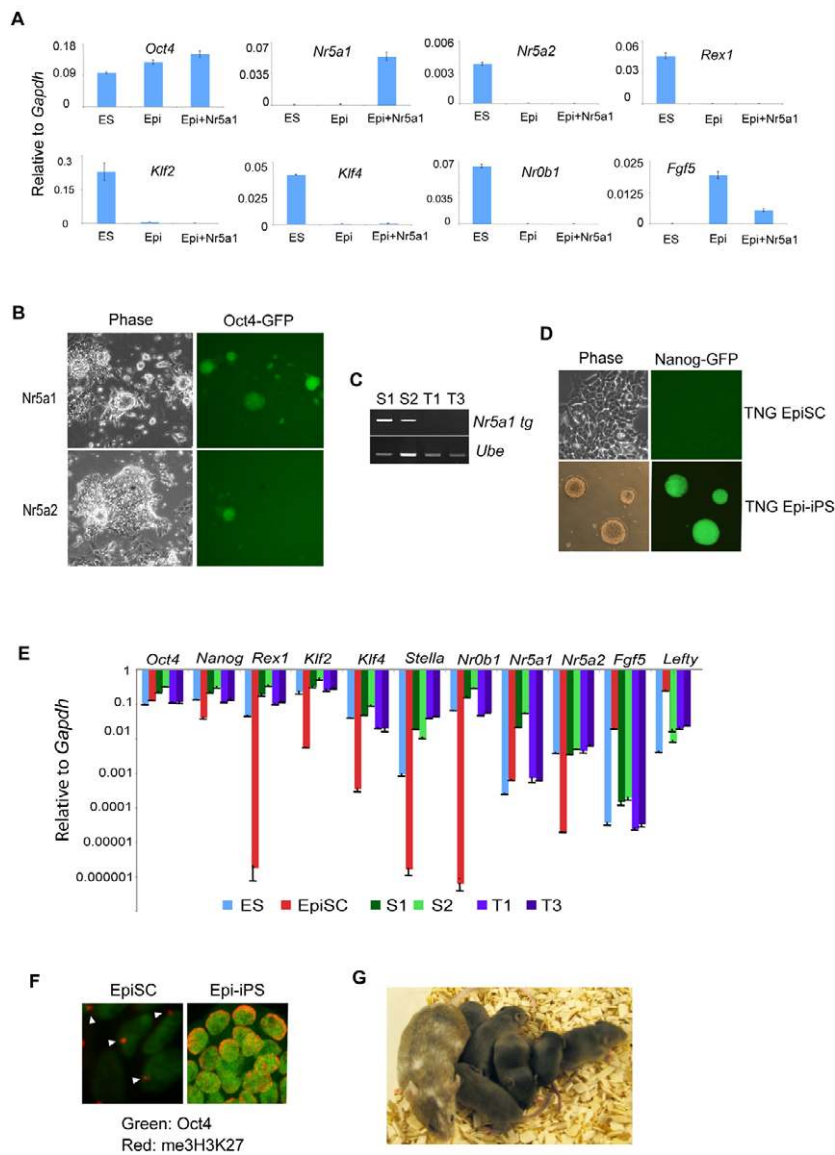 A
Relative to Gapdh
Oct4
0.18
0.09
0
ES Epi Epi+Nr5a1
Nr5a1
0.07
0.035
0
ES Epi Epi+Nr5a1
Nr5a2
0.006
0.003
0
ES Epi Epi+Nr5a1
Rex1
0.06
0.03
0
ES Epi Epi+Nr5a1
Klf2
0.3
0.15
0
ES Epi Epi+Nr5a1
Klf4
0.05
0.025
0
ES Epi Epi+Nr5a1
Nr0b1
0.07
0.035
0
ES Epi Epi+Nr5a1
Fgf5
0.025
0.0125
0
ES Epi Epi+Nr5a1
B
Phase Oct4-GFP
Nr5a1
Nr5a2
C
S1 S2 T1 T3
Nr5a1 tg
Ube
D
Phase Nanog-GFP
TNG EpiSC
TNG Epi-iPS
E
Oct4 Nanog Rex1 Klf2 Klf4 Stella Nr0b1 Nr5a1 Nr5a2 Fgf5 Lefty
Relative to Gapdh
1
0.1
0.01
0.001
0.0001
0.00001
0.000001
ES EpiSC S1 S2 T1 T3
F
EpiSC Epi-iPS
Green: Oct4
Red: me3H3K27
G